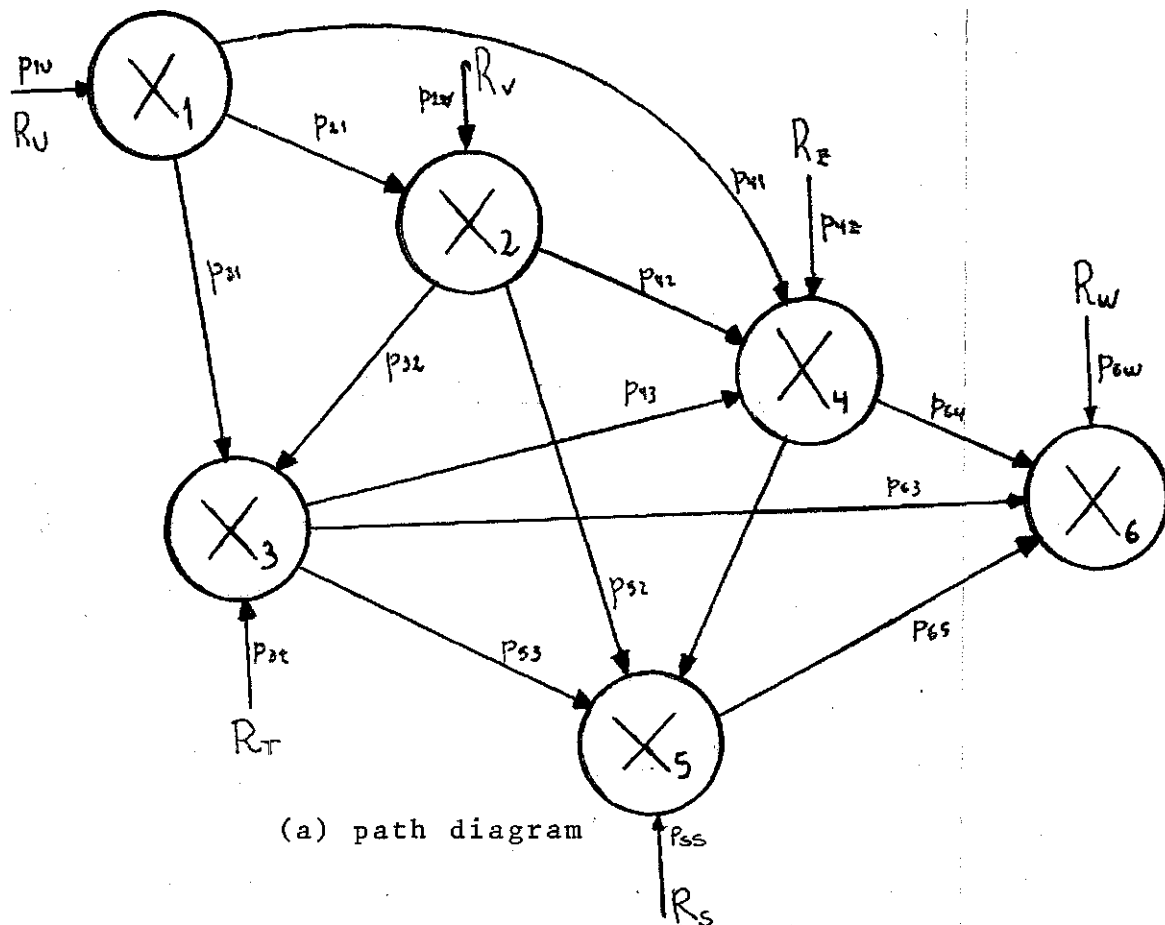 p1u
RU
X1
p21
p2v
RV
X2
p41
RZ
p4z
p31
p42
RW
p6w
p32
X4
p43
p64
X3
p63
X6
p52
p65
p3t
p53
RT
X5
(a) path diagram
p5s
RS